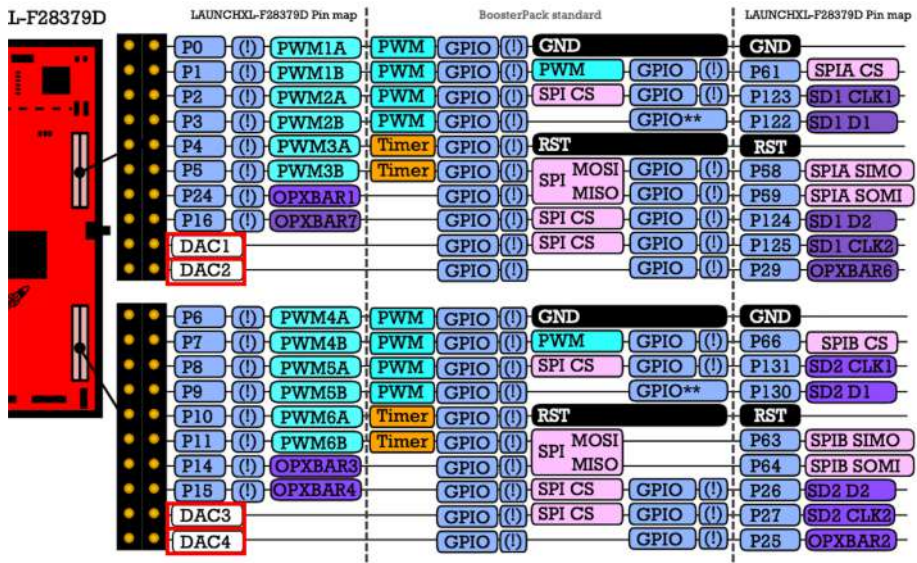 L-F28379D LAUNCHXL-F28379D Pin map BoosterPack standard LAUNCHXL-F28379D Pin map
P0 (!) PWM1A PWM GPIO (!) GND GND
P1 (!) PWM1B PWM GPIO (!) PWM GPIO (!) P61 SPIA CS
P2 (!) PWM2A PWM GPIO (!) SPI CS GPIO (!) P123 SD1 CLK1
P3 (!) PWM2B PWM GPIO (!) GPIO** P122 SD1 D1
P4 (!) PWM3A Timer GPIO (!) RST RST
P5 (!) PWM3B Timer GPIO (!) SPI MOSI GPIO (!) P58 SPIA SIMO
P24 (!) OPXBAR1 GPIO (!) MISO GPIO (!) P59 SPIA SOMI
P16 (!) OPXBAR7 GPIO (!) SPI CS GPIO (!) P124 SD1 D2
DAC1 GPIO (!) SPI CS GPIO (!) P125 SD1 CLK2
DAC2 GPIO (!) GPIO (!) P29 OPXBAR6
P6 (!) PWM4A PWM GPIO (!) GND GND
P7 (!) PWM4B PWM GPIO (!) PWM GPIO (!) P66 SPIB CS
P8 (!) PWM5A PWM GPIO (!) SPI CS GPIO (!) P131 SD2 CLK1
P9 (!) PWM5B PWM GPIO (!) GPIO** P130 SD2 D1
P10 (!) PWM6A Timer GPIO (!) RST RST
P11 (!) PWM6B Timer GPIO (!) SPI MOSI P63 SPIB SIMO
P14 (!) OPXBAR3 GPIO (!) MISO P64 SPIB SOMI
P15 (!) OPXBAR4 GPIO (!) SPI CS GPIO (!) P26 SD2 D2
DAC3 GPIO (!) SPI CS GPIO (!) P27 SD2 CLK2
DAC4 GPIO (!) GPIO (!) P25 OPXBAR2